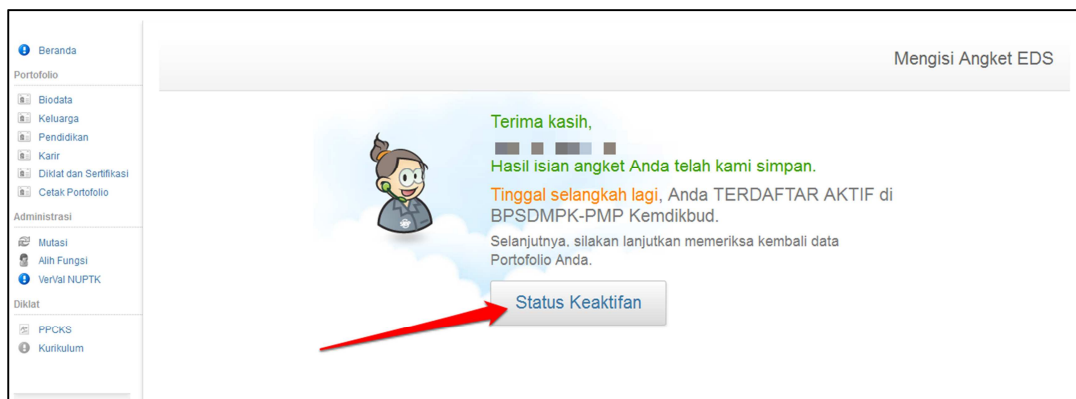 Beranda
Portofolio
Biodata
Keluarga
Pendidikan
Karir
Diklat dan Sertifikasi
Cetak Portofolio
Administrasi
Mutasi
Alih Fungsi
VerVal NUPTK
Diklat
PPCKS
Kurikulum
Mengisi Angket EDS
Terima kasih,
Hasil isian angket Anda telah kami simpan.
Tinggal selangkah lagi, Anda TERDAFTAR AKTIF di
BPSDMPK-PMP Kemdikbud.
Selanjutnya, silakan lanjutkan memeriksa kembali data
Portofolio Anda.
Status Keaktifan